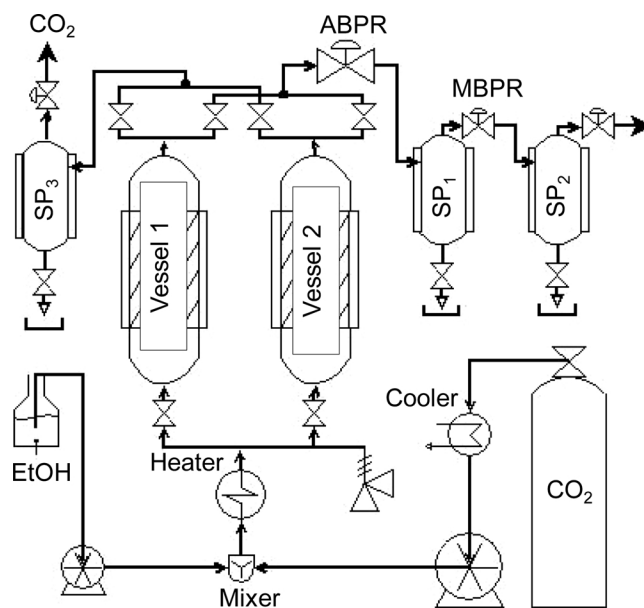 CO₂
ABPR
MBPR
SP₃
Vessel 1
Vessel 2
SP₁
SP₂
EtOH
Heater
Cooler
CO₂
Mixer